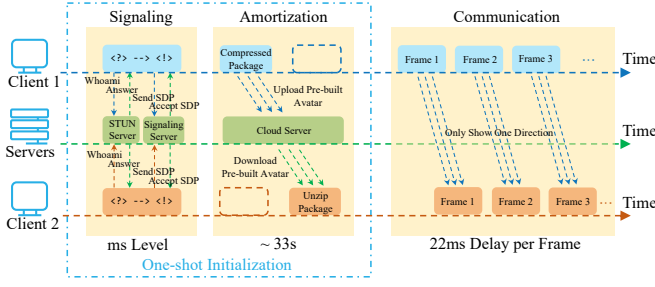 Signaling
Amortization
Communication
Client 1
<?> --> <!>
Compressed
Package
Frame 1
Frame 2
Frame 3
...
Time
Whoami
Answer
Send SDP
Accept SDP
Upload Pre-built
Avatar
Servers
STUN
Server
Signaling
Server
Cloud Server
Only Show One Direction
Time
Whoami
Answer
Send SDP
Accept SDP
Download
Pre-built Avatar
Client 2
<?> --> <!>
Unzip
Package
Frame 1
Frame 2
Frame 3
...
Time
ms Level
~ 33s
22ms Delay per Frame
One-shot Initialization